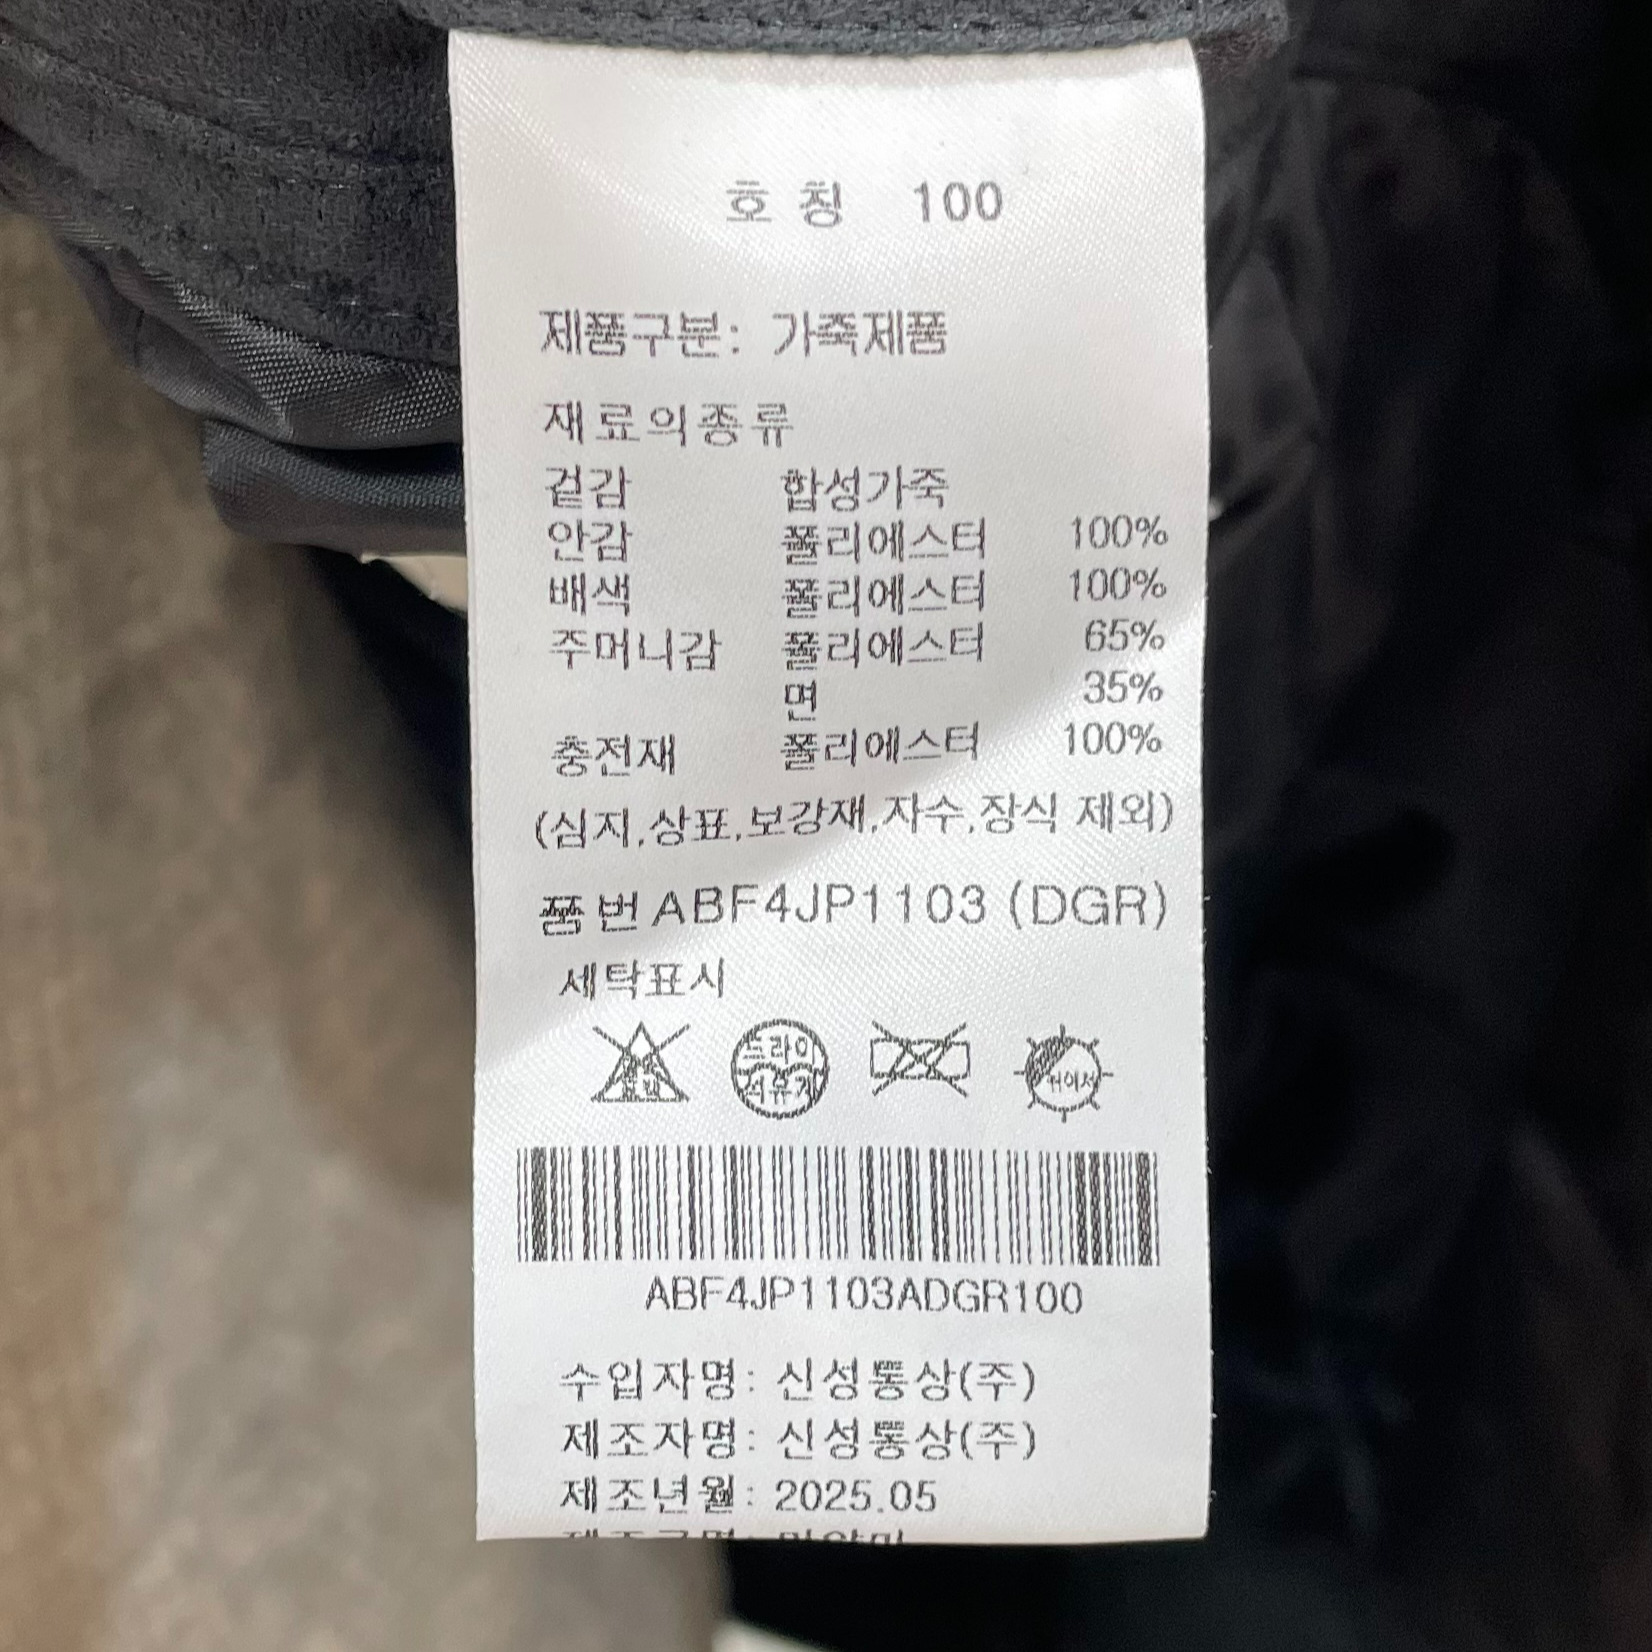 호 칭 100
제품구분: 가죽제품
재료의종류
겉감 합성가죽
안감 폴리에스터 100%
배색 폴리에스터 100%
주머니감 폴리에스터 65%
면 35%
충전재 폴리에스터 100%
(심지,상표,보강재,자수,장식 제외)
품번 ABF4JP1103 (DGR)
세탁표시
드라이
석유계
ABF4JP1103ADGR100
수입자명: 신성통상(주)
제조자명: 신성통상(주)
제조년월: 2025.05